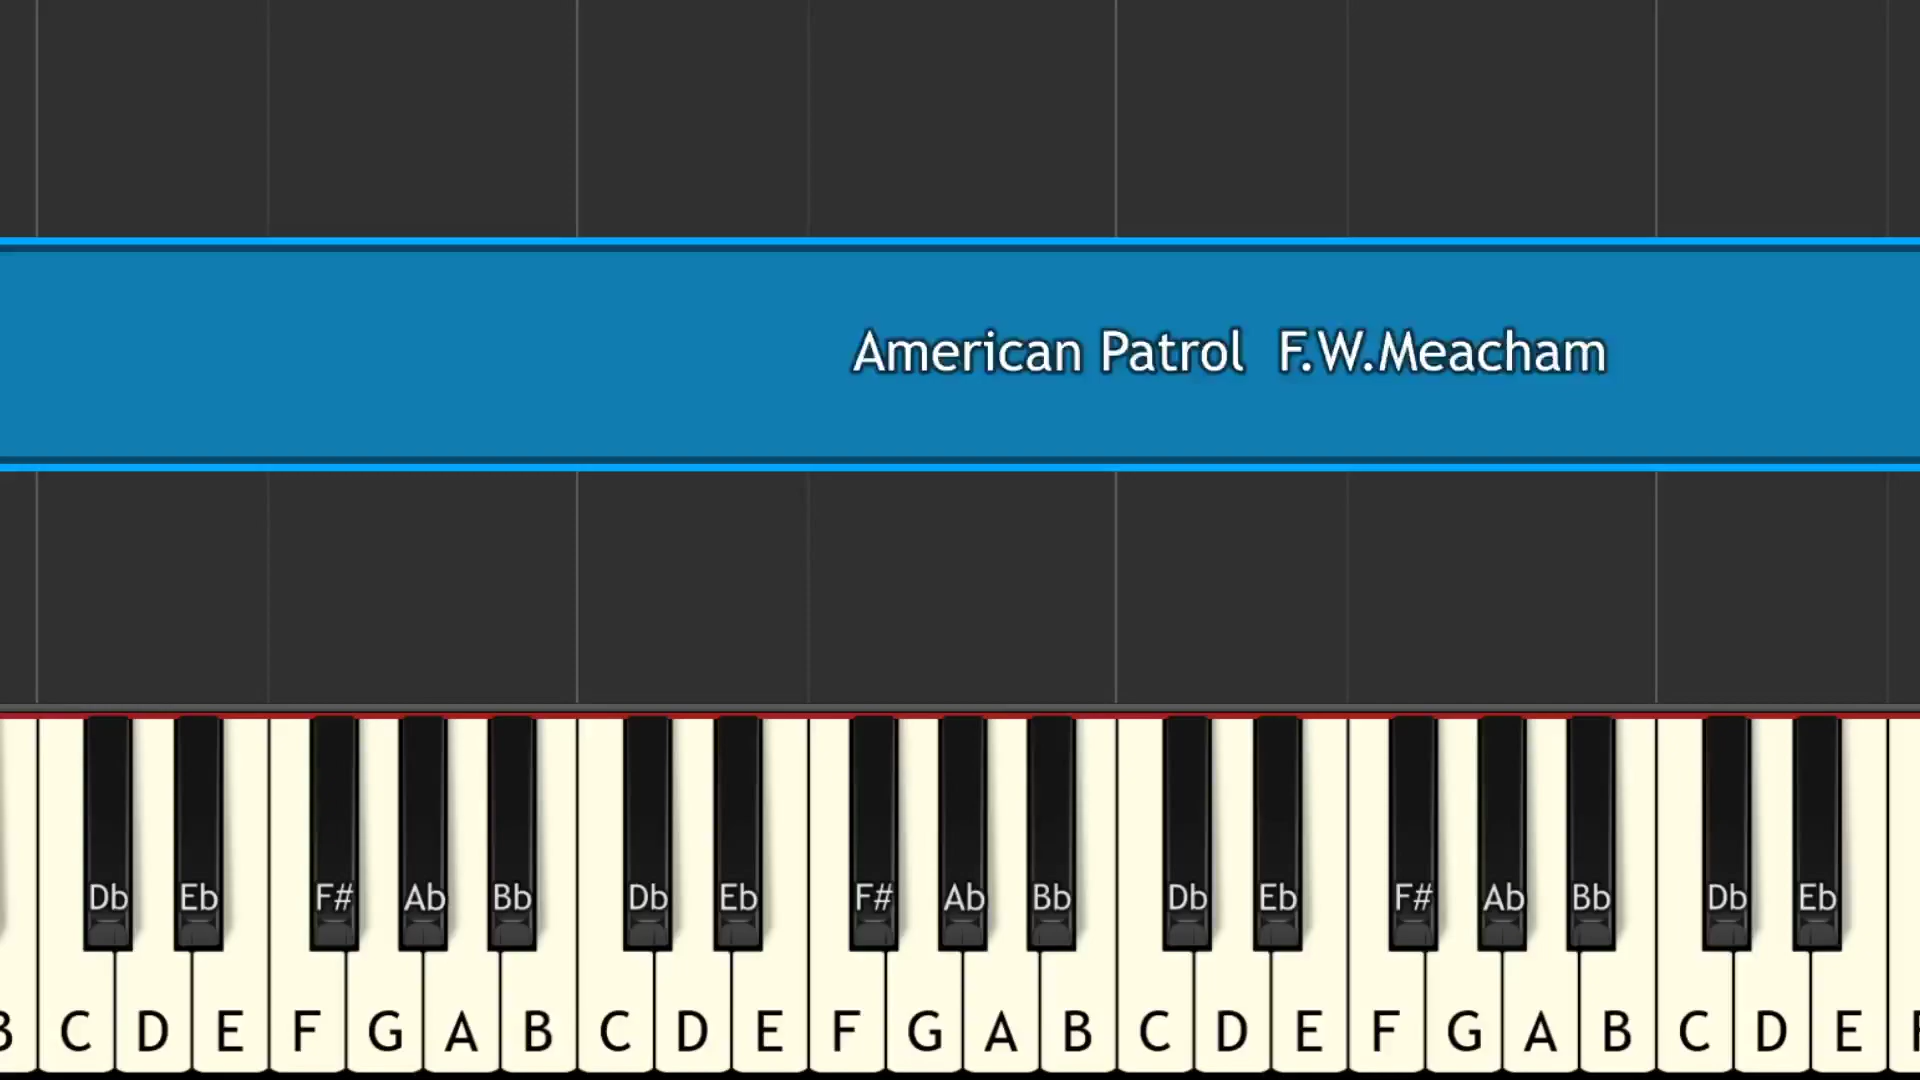 American Patrol  F.W.Meacham
Db Eb F# Ab Bb Db Eb F# Ab Bb Db Eb F# Ab Bb Db Eb
B C D E F G A B C D E F G A B C D E F G A B C D E